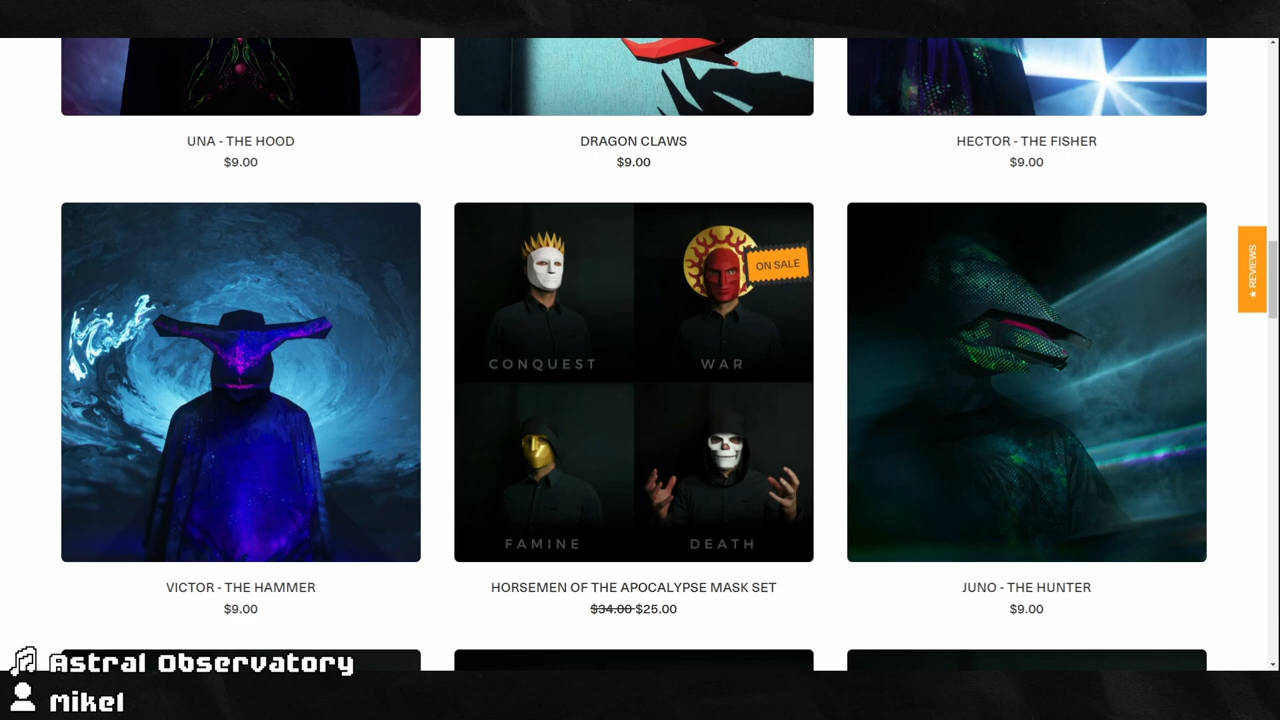 UNA - THE HOOD
$9.00
DRAGON CLAWS
$9.00
HECTOR - THE FISHER
$9.00
ON SALE
CONQUEST
WAR
FAMINE
DEATH
★ REVIEWS
VICTOR - THE HAMMER
$9.00
HORSEMEN OF THE APOCALYPSE MASK SET
$34.00 $25.00
JUNO - THE HUNTER
$9.00
Astral Observatory
Mikel